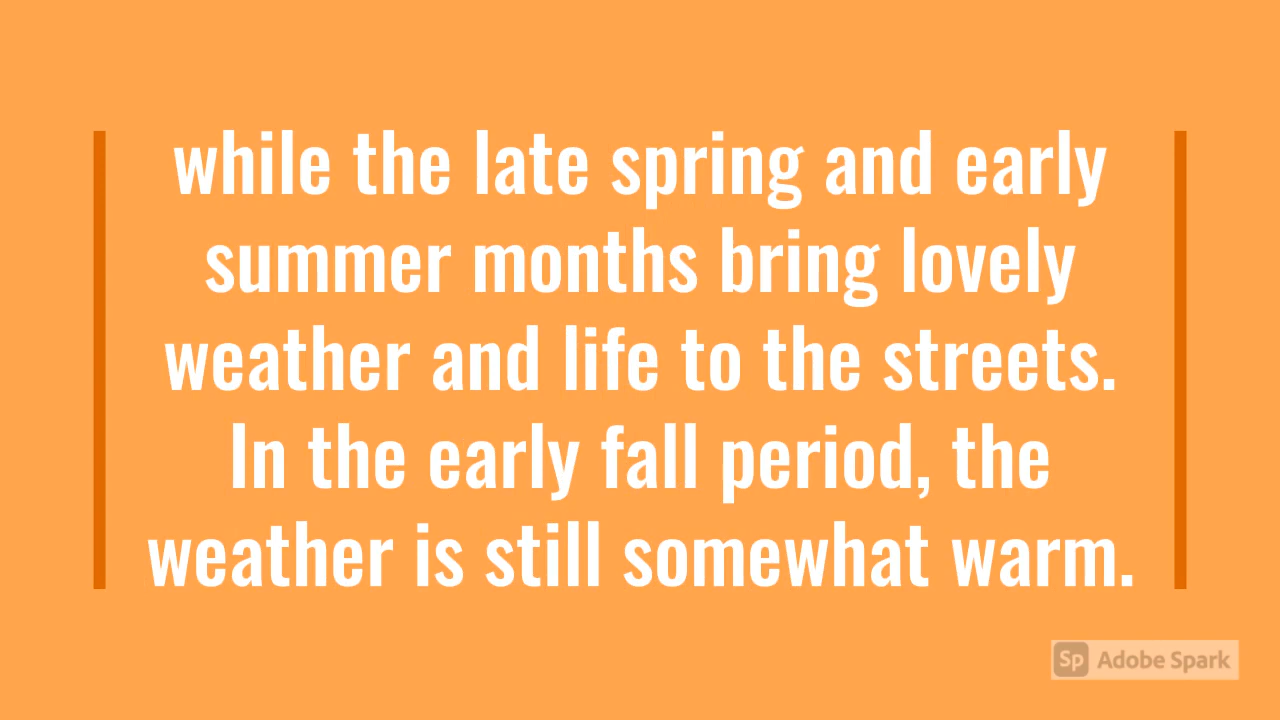 while the late spring and early
summer months bring lovely
weather and life to the streets.
In the early fall period, the
weather is still somewhat warm.
Sp Adobe Spark